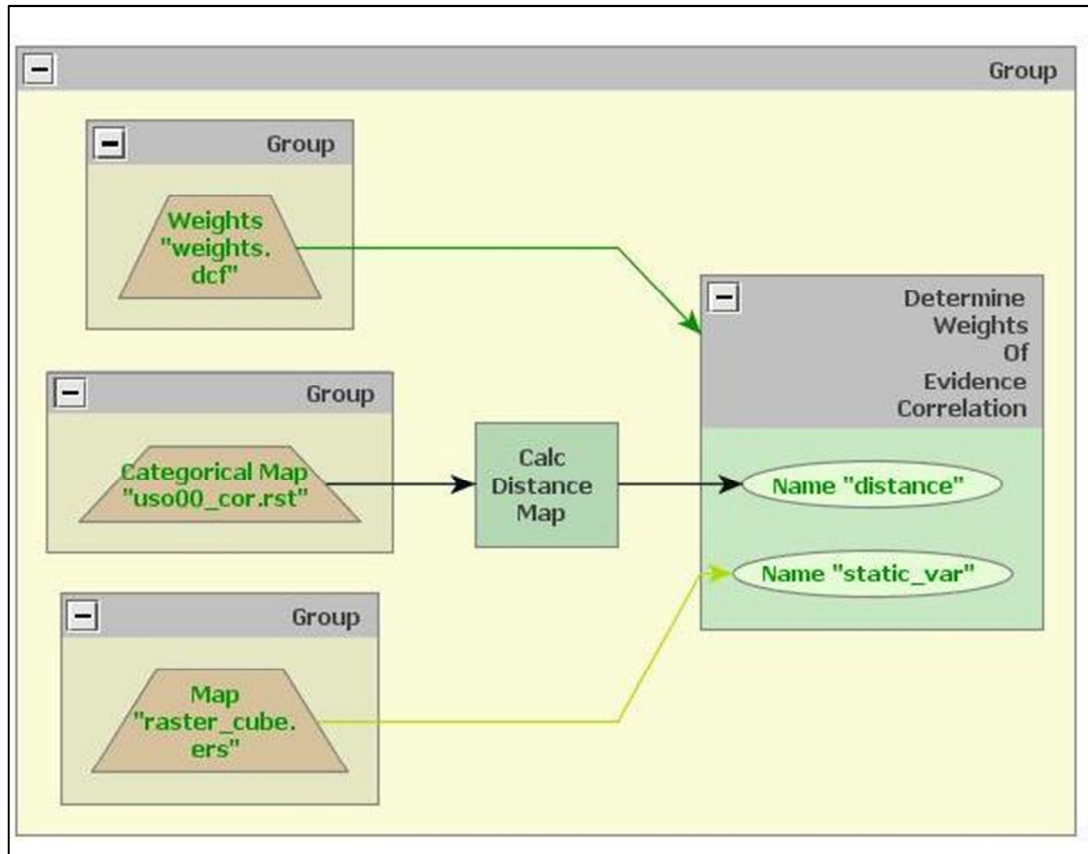 Group
Group
Weights
"weights.
dcf"
Determine
Weights
Of
Evidence
Correlation
Group
Categorical Map
"uso00_cor.rst"
Calc
Distance
Map
Name "distance"
Name "static_var"
Group
Map
"raster_cube.
ers"